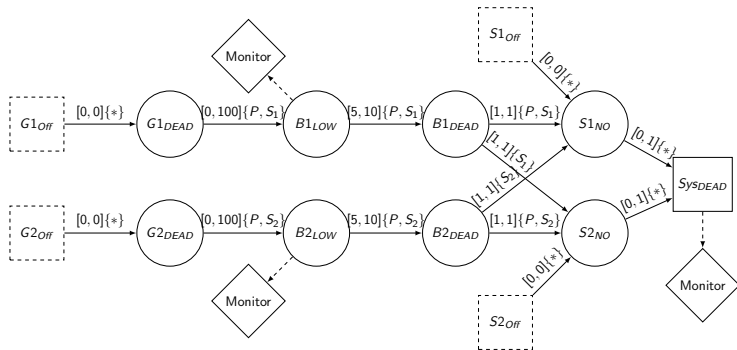 S1Off
Monitor
[0, 0]{*}
G1Off
[0, 0]{*}
G1DEAD
[0, 100]{P, S1}
B1LOW
[5, 10]{P, S1}
B1DEAD
[1, 1]{P, S1}
S1NO
[1, 1]{S1}
[0, 1]{*}
[1, 1]{S2}
SysDEAD
G2Off
[0, 0]{*}
G2DEAD
[0, 100]{P, S2}
B2LOW
[5, 10]{P, S2}
B2DEAD
[1, 1]{P, S2}
S2NO
[0, 1]{*}
[0, 0]{*}
Monitor
Monitor
S2Off